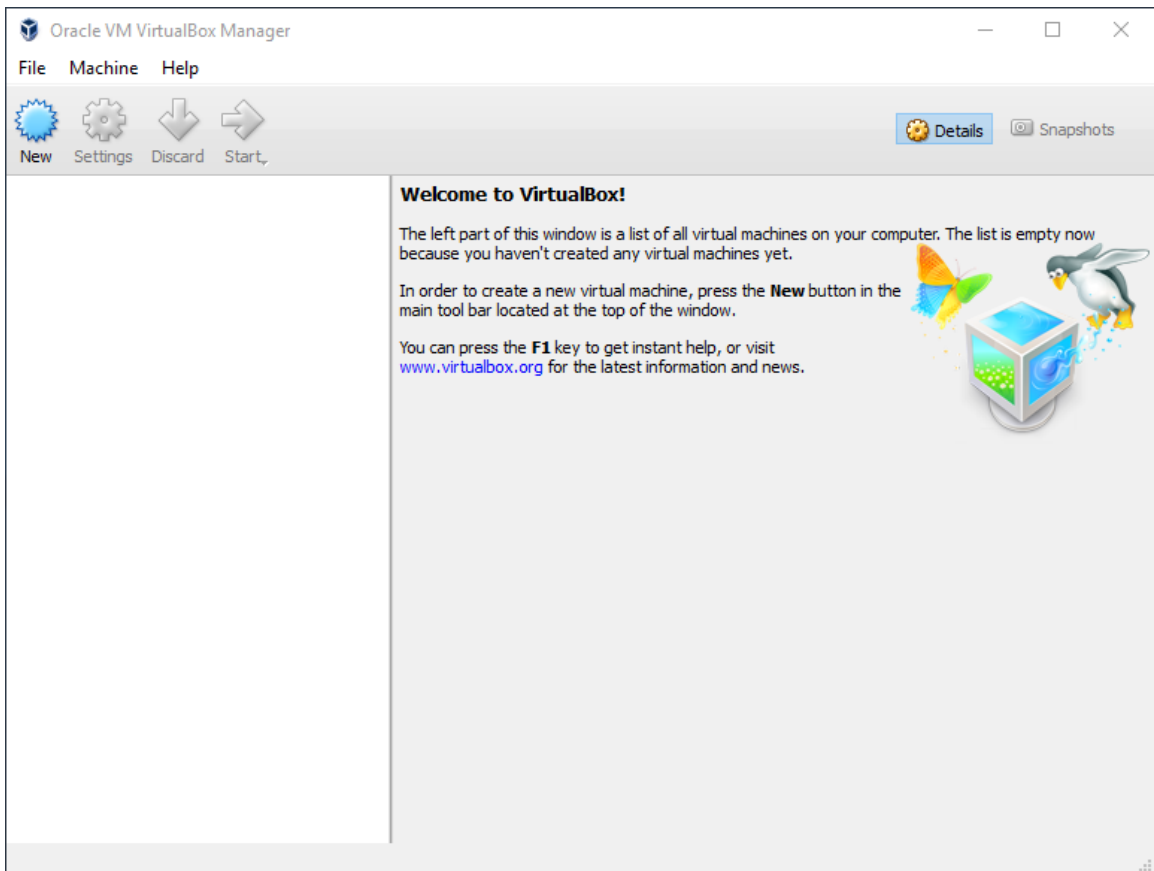 Oracle VM VirtualBox Manager
File Machine Help
New Settings Discard Start
Details Snapshots
Welcome to VirtualBox!
The left part of this window is a list of all virtual machines on your computer. The list is empty now
because you haven't created any virtual machines yet.
In order to create a new virtual machine, press the New button in the
main tool bar located at the top of the window.
You can press the F1 key to get instant help, or visit
www.virtualbox.org for the latest information and news.